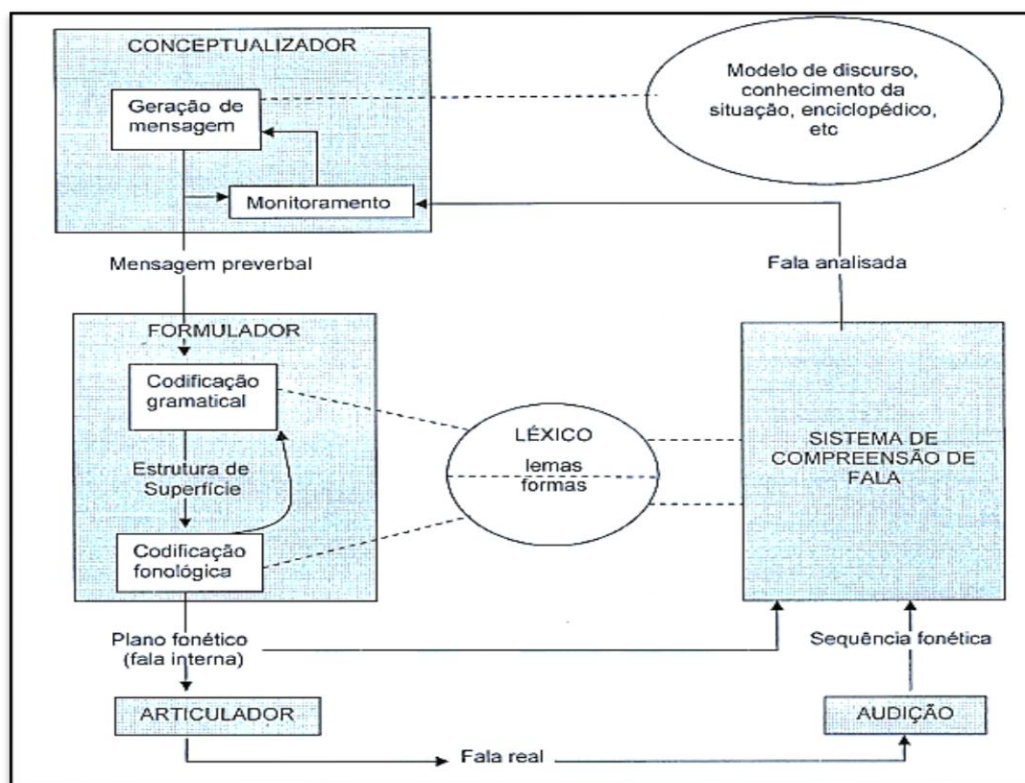 CONCEPTUALIZADOR
Geração de
mensagem
Monitoramento
Modelo de discurso,
conhecimento da
situação, enciclopédico,
etc
Mensagem preverbal
Fala analisada
FORMULADOR
Codificação
gramatical
Estrutura de
Superfície
Codificação
fonológica
LÉXICO
lemas
formas
SISTEMA DE
COMPREENSÃO DE
FALA
Plano fonético
(fala interna)
Sequência fonética
ARTICULADOR
AUDIÇÃO
Fala real